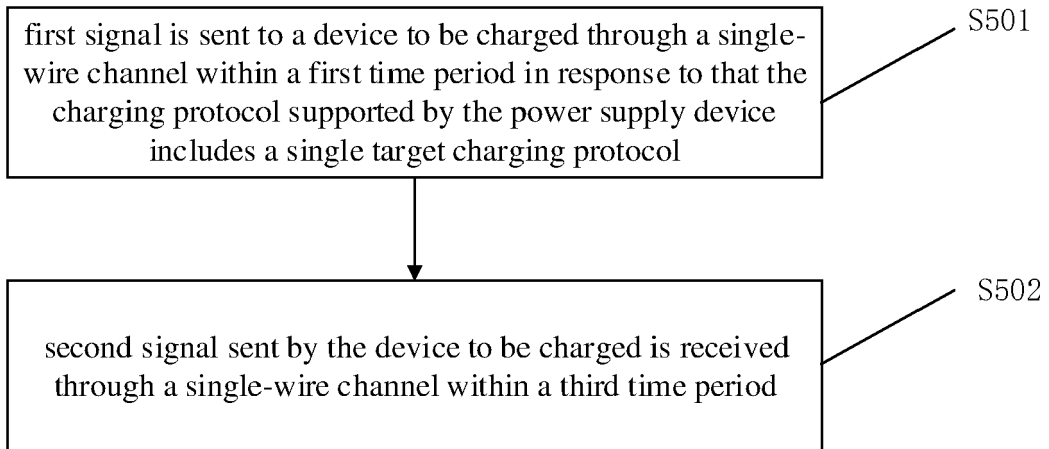 first signal is sent to a device to be charged through a single-
wire channel within a first time period in response to that the
charging protocol supported by the power supply device
includes a single target charging protocol
S501
second signal sent by the device to be charged is received
through a single-wire channel within a third time period
S502